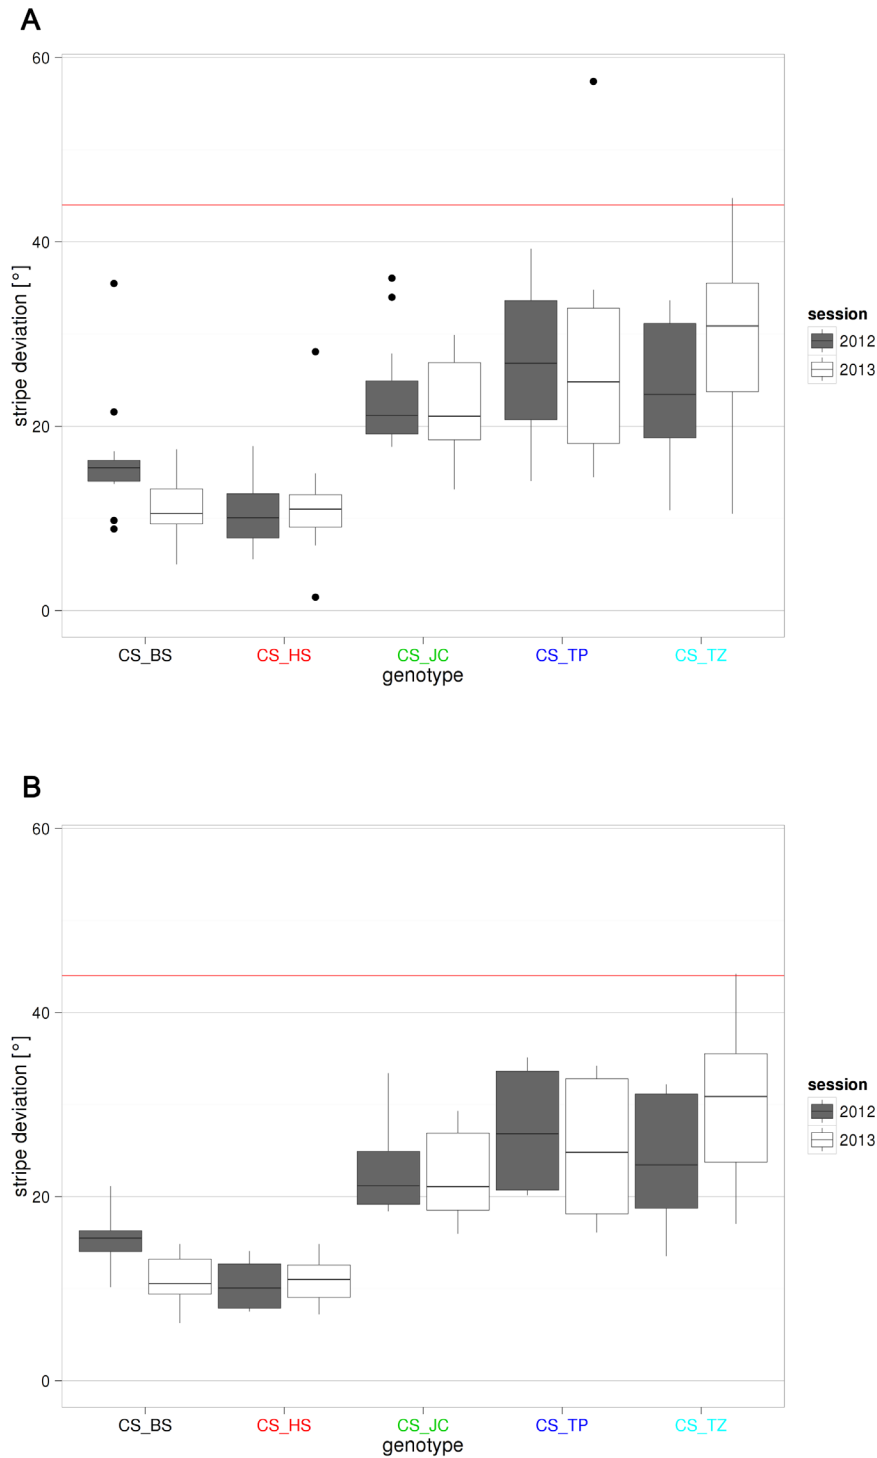 A
60
40
20
0
stripe deviation [°]
CS_BS CS_HS CS_JC CS_TP CS_TZ
genotype
session
2012
2013
B
60
40
20
0
stripe deviation [°]
CS_BS CS_HS CS_JC CS_TP CS_TZ
genotype
session
2012
2013